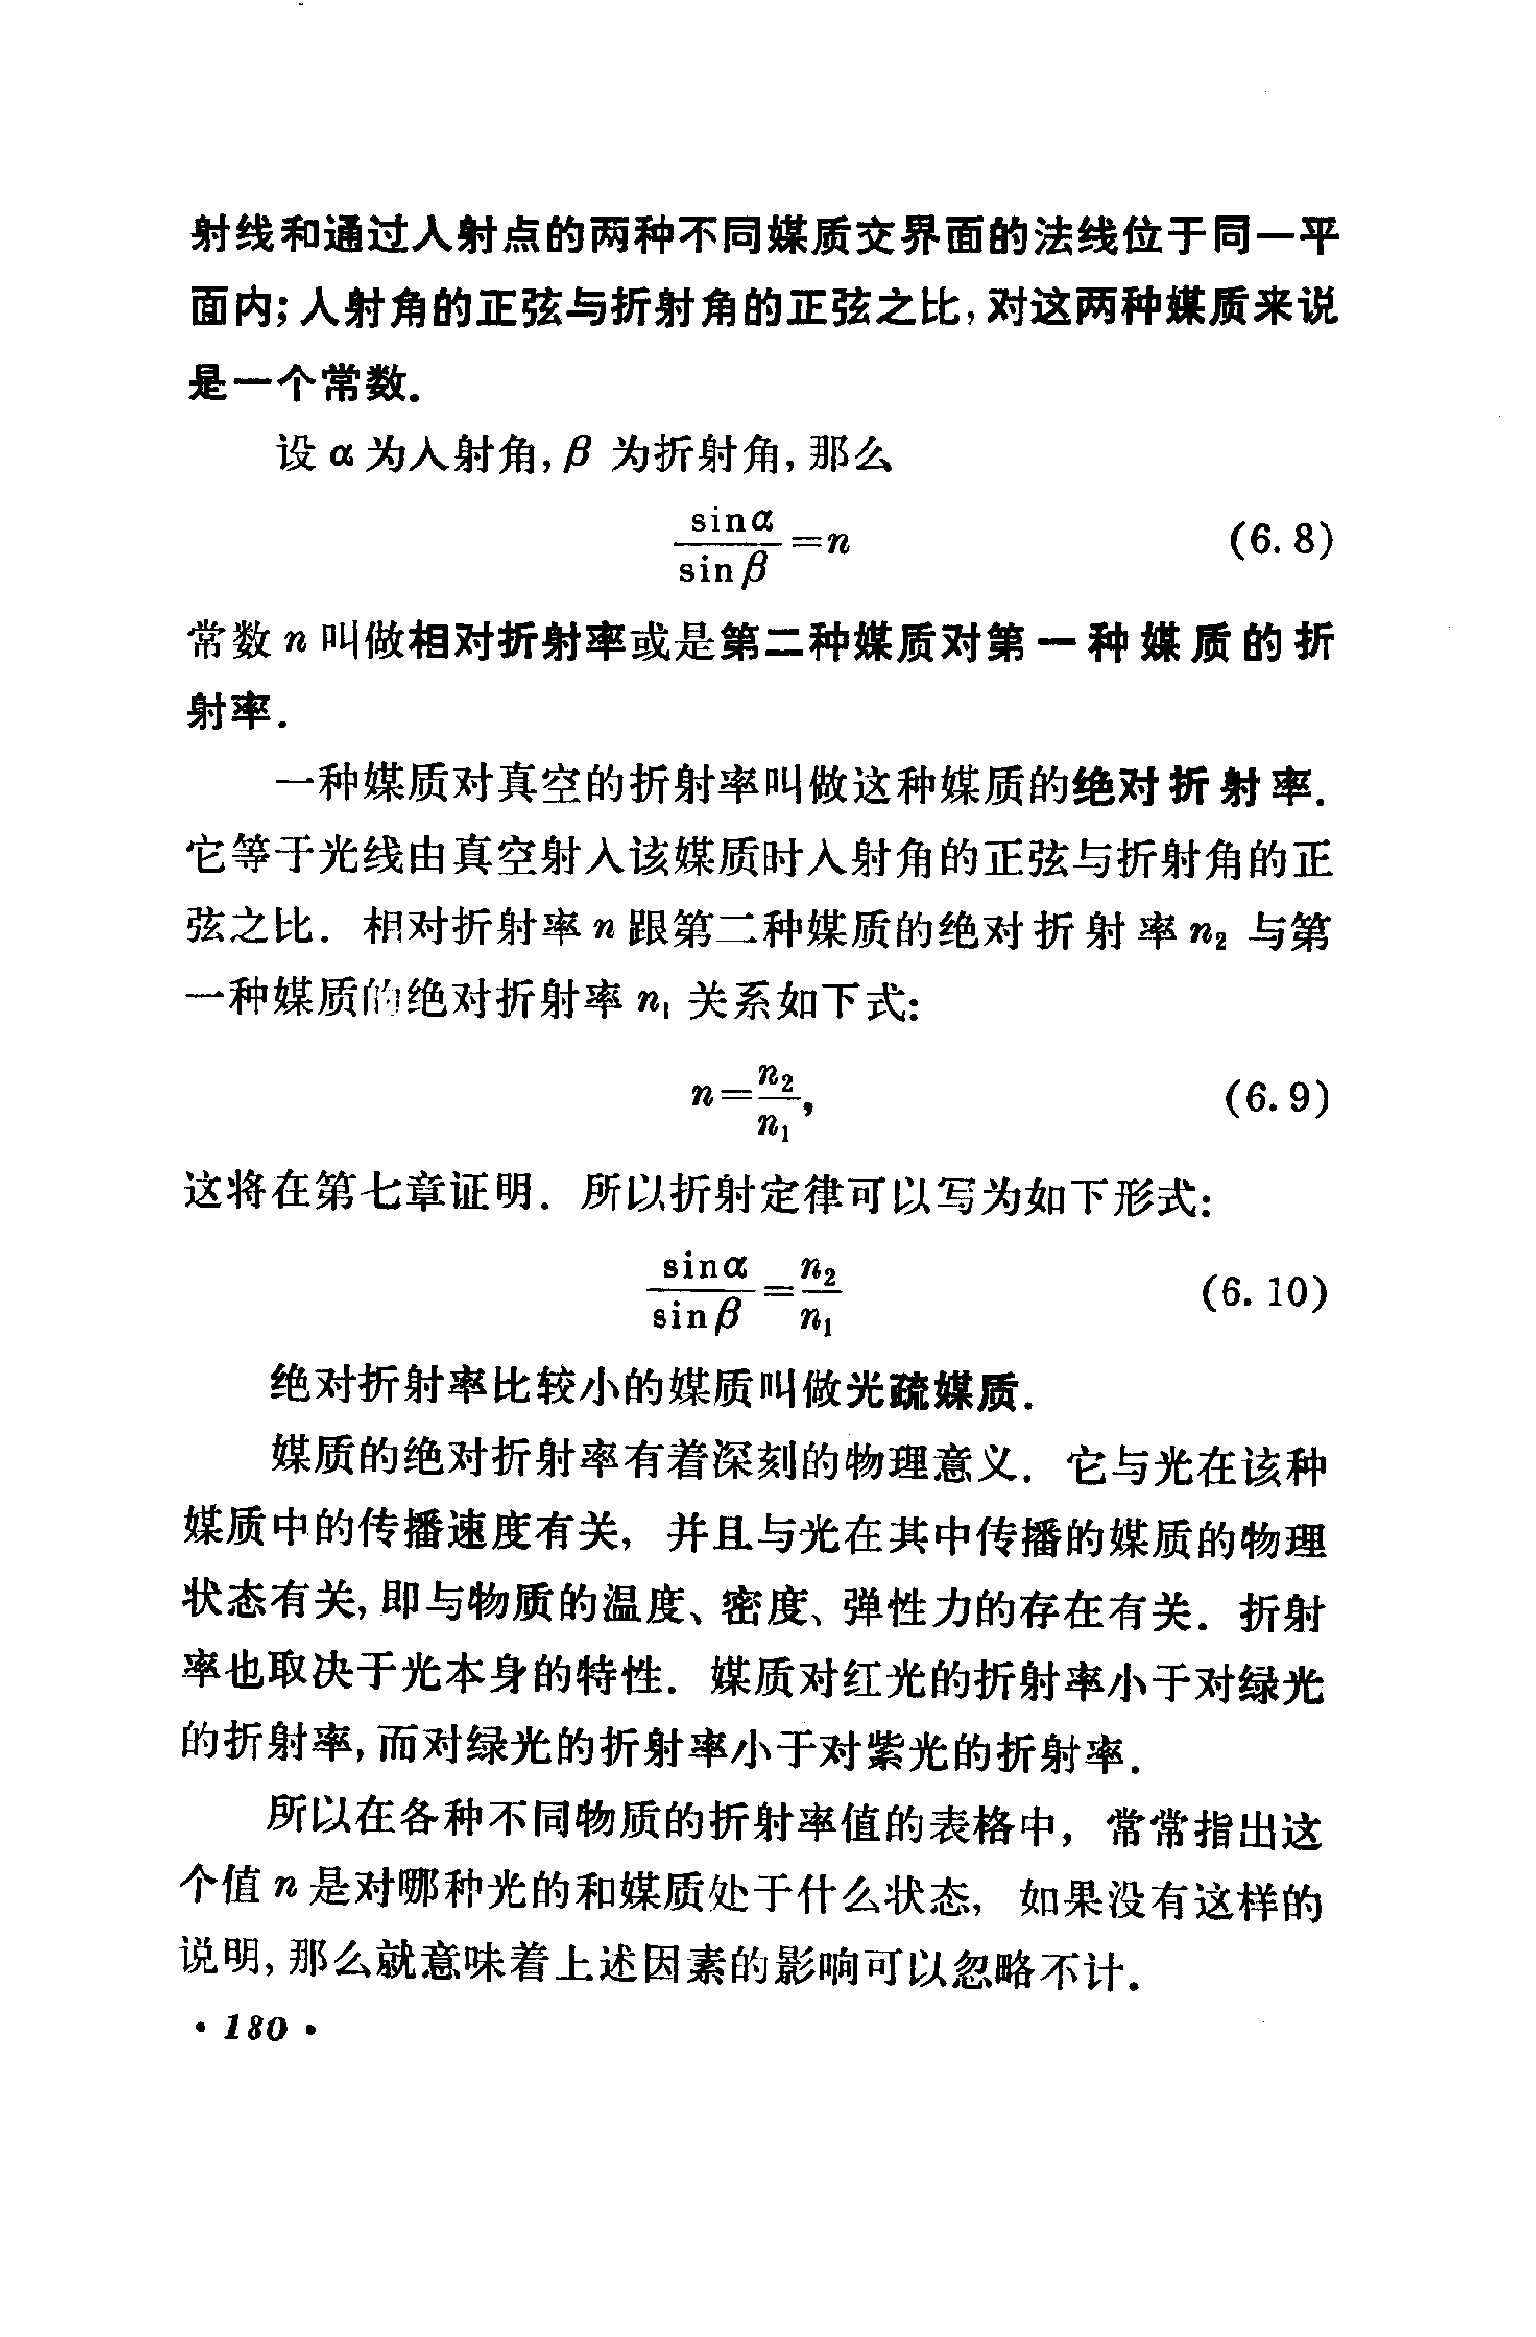 射线和通过入射点的两种不同媒质交界面的法线位于同一平
面内；入射角的正弦与折射角的正弦之比，对这两种媒质来说
是一个常数．
设 α 为入射角，β 为折射角，那么
sinα/sinβ=n (6.8)
常数 n 叫做相对折射率或是第二种媒质对第一种媒质的折
射率．
一种媒质对真空的折射率叫做这种媒质的绝对折射率．
它等于光线由真空射入该媒质时入射角的正弦与折射角的正
弦之比．相对折射率 n 跟第二种媒质的绝对折射率 n₂ 与第
一种媒质的绝对折射率 n₁ 关系如下式：
n=n₂/n₁, (6.9)
这将在第七章证明．所以折射定律可以写为如下形式：
sinα/sinβ=n₂/n₁ (6.10)
绝对折射率比较小的媒质叫做光疏媒质．
媒质的绝对折射率有着深刻的物理意义．它与光在该种
媒质中的传播速度有关，并且与光在其中传播的媒质的物理
状态有关，即与物质的温度、密度、弹性力的存在有关．折射
率也取决于光本身的特性．媒质对红光的折射率小于对绿光
的折射率，而对绿光的折射率小于对紫光的折射率．
所以在各种不同物质的折射率值的表格中，常常指出这
个值 n 是对哪种光的和媒质处于什么状态，如果没有这样的
说明，那么就意味着上述因素的影响可以忽略不计．
· 180 ·